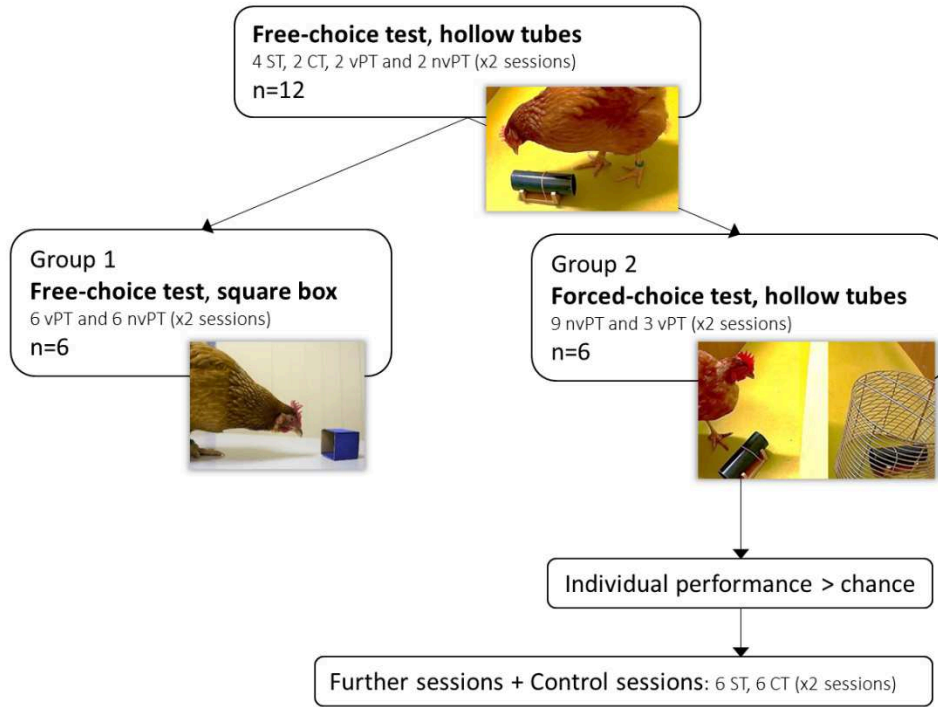 Free-choice test, hollow tubes
4 ST, 2 CT, 2 vPT and 2 nvPT (x2 sessions)
n=12
Group 1
Free-choice test, square box
6 vPT and 6 nvPT (x2 sessions)
n=6
Group 2
Forced-choice test, hollow tubes
9 nvPT and 3 vPT (x2 sessions)
n=6
Individual performance > chance
Further sessions + Control sessions: 6 ST, 6 CT (x2 sessions)